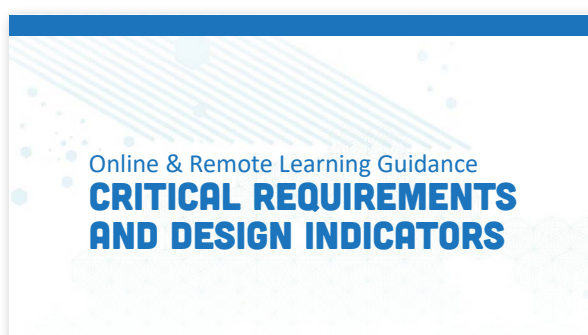 Online & Remote Learning Guidance
CRITICAL REQUIREMENTS
AND DESIGN INDICATORS